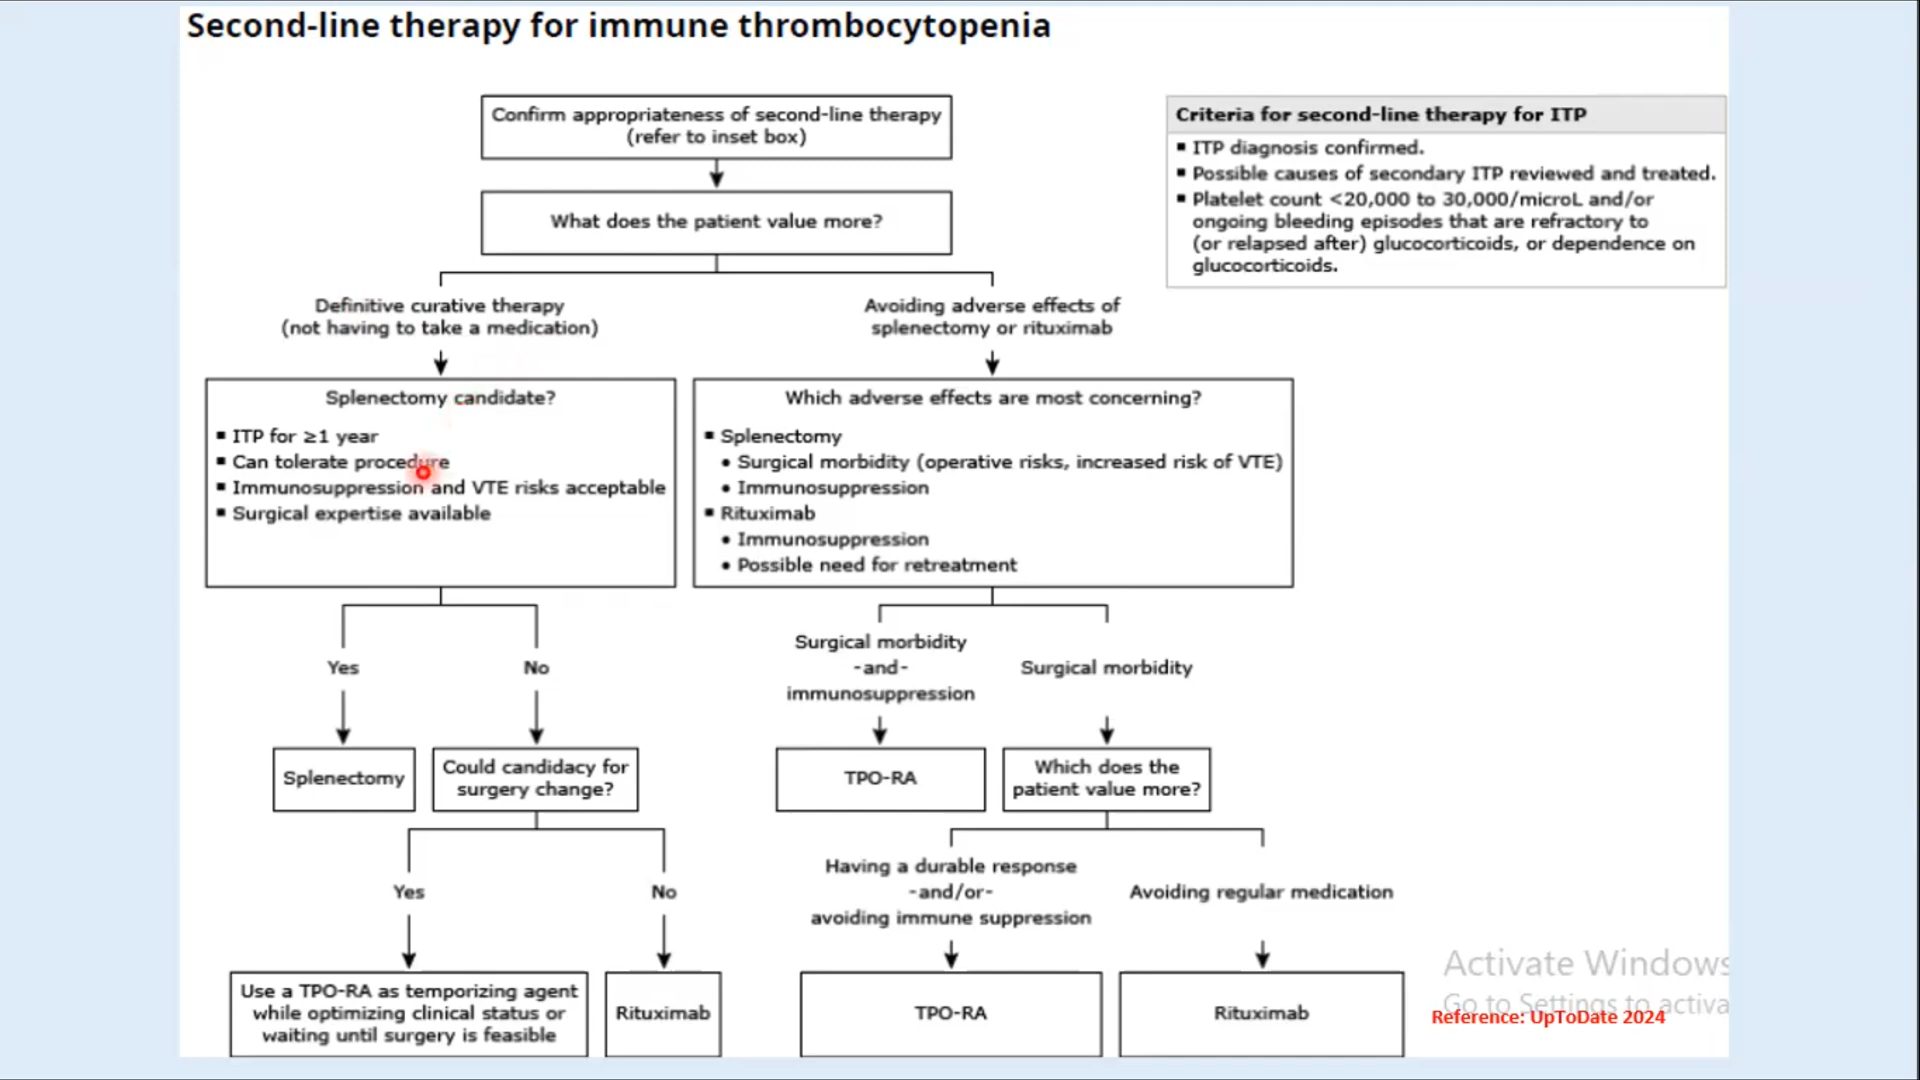 Second-line therapy for immune thrombocytopenia
Confirm appropriateness of second-line therapy
(refer to inset box)
Criteria for second-line therapy for ITP
▪ ITP diagnosis confirmed.
▪ Possible causes of secondary ITP reviewed and treated.
▪ Platelet count <20,000 to 30,000/microL and/or
ongoing bleeding episodes that are refractory to
(or relapsed after) glucocorticoids, or dependence on
glucocorticoids.
What does the patient value more?
Definitive curative therapy
(not having to take a medication)
Avoiding adverse effects of
splenectomy or rituximab
Splenectomy candidate?
▪ ITP for ≥1 year
▪ Can tolerate procedure
▪ Immunosuppression and VTE risks acceptable
▪ Surgical expertise available
Which adverse effects are most concerning?
▪ Splenectomy
• Surgical morbidity (operative risks, increased risk of VTE)
• Immunosuppression
▪ Rituximab
• Immunosuppression
• Possible need for retreatment
Yes
No
Surgical morbidity
-and-
immunosuppression
Surgical morbidity
Splenectomy
Could candidacy for
surgery change?
TPO-RA
Which does the
patient value more?
Yes
No
Having a durable response
-and/or-
avoiding immune suppression
Avoiding regular medication
Use a TPO-RA as temporizing agent
while optimizing clinical status or
waiting until surgery is feasible
Rituximab
TPO-RA
Rituximab
Activate Windows
Go to Settings to activa
Reference: UpToDate 2024